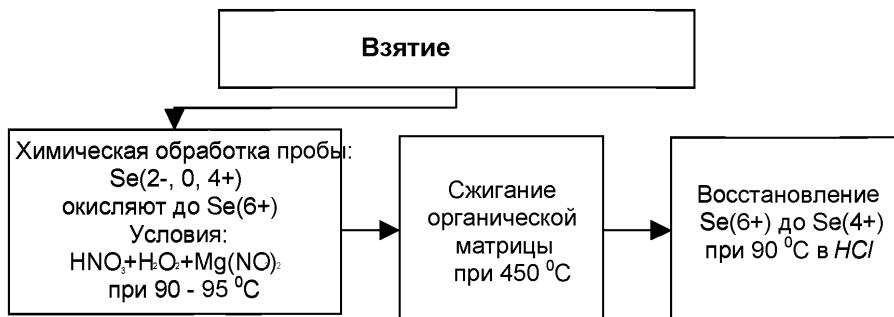 Взятие
Химическая обработка пробы:
Se(2-, 0, 4+)
окисляют до Se(6+)
Условия:
HNO₃+H₂O₂+Mg(NO)₂
при 90 - 95 ⁰C
Сжигание
органической
матрицы
при 450 ⁰C
Восстановление
Se(6+) до Se(4+)
при 90 ⁰C в HCl